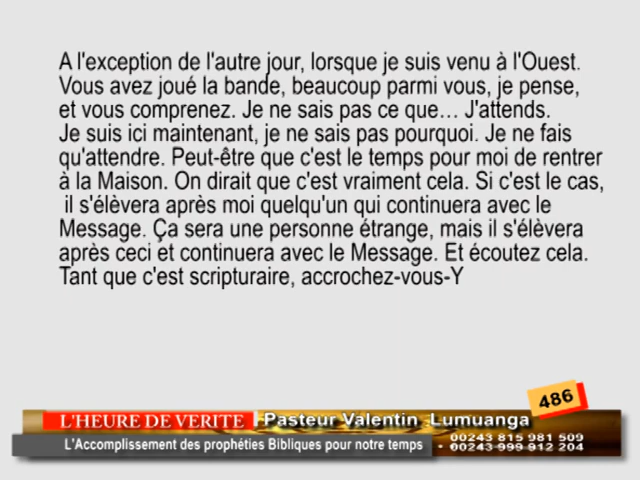 A l'exception de l'autre jour, lorsque je suis venu à l'Ouest.
Vous avez joué la bande, beaucoup parmi vous, je pense,
et vous comprenez. Je ne sais pas ce que… J'attends.
Je suis ici maintenant, je ne sais pas pourquoi. Je ne fais
qu'attendre. Peut-être que c'est le temps pour moi de rentrer
à la Maison. On dirait que c'est vraiment cela. Si c'est le cas,
il s'élèvera après moi quelqu'un qui continuera avec le
Message. Ça sera une personne étrange, mais il s'élèvera
après ceci et continuera avec le Message. Et écoutez cela.
Tant que c'est scripturaire, accrochez-vous-Y
486
L'HEURE DE VERITE Pasteur Valentin Lumuanga
L'Accomplissement des prophéties Bibliques pour notre temps
00243 815 981 509
- 00243 999 912 204